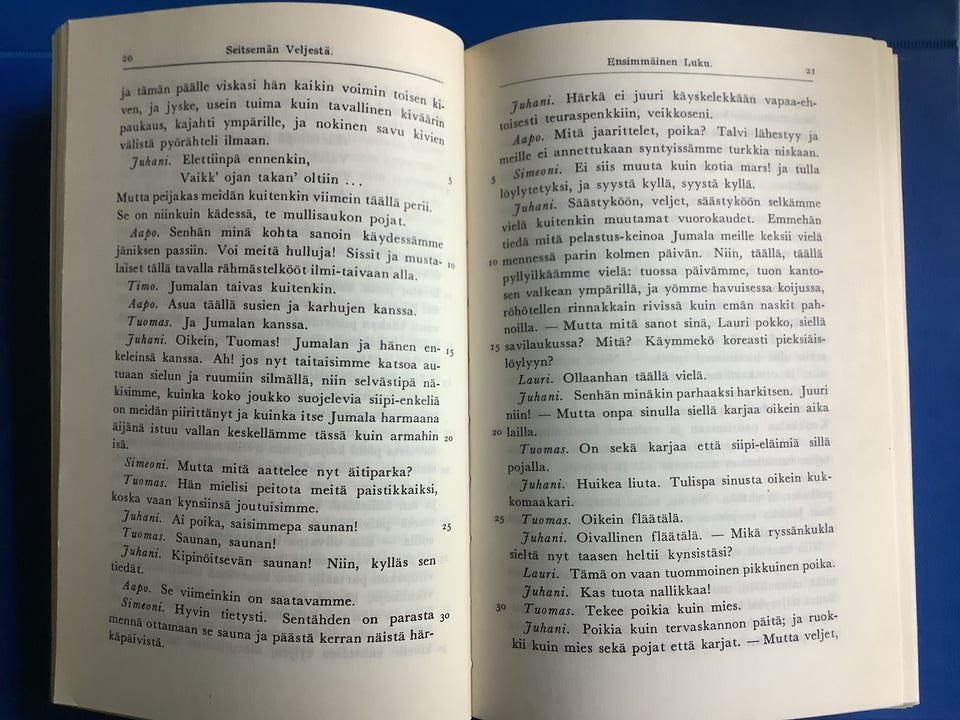 20
Seitsemän Veljestä.
ja tämän päälle viskasi hän kaikin voimin toisen ki-
ven, ja jyske, usein tuima kuin tavallinen kiväärin
paukaus, kajahti ympärille, ja nokinen savu kivien
välistä pyörähteli ilmaan.
Juhani. Elettiinpä ennenkin,
Vaikk' ojan takan' oltiin ... 5
Mutta peijakas meidän kuitenkin viimein täällä perii.
Se on niinkuin kädessä, te mullisaukon pojat.
Aapo. Senhän minä kohta sanoin käydessämme
jäniksen passiin. Voi meitä hulluja! Sissit ja musta- 10
laiset tällä tavalla rähmästelkööt ilmi-taivaan alla.
Timo. Jumalan taivas kuitenkin.
Aapo. Asua täällä susien ja karhujen kanssa.
Tuomas. Ja Jumalan kanssa.
Juhani. Oikein, Tuomas! Jumalan ja hänen en- 15
keleinsä kanssa. Ah! jos nyt taitaisimme katsoa au-
tuaan sielun ja ruumiin silmällä, niin selvästipä nä-
kisimme, kuinka koko joukko suojelevia siipi-enkeliä
on meidän piirittänyt ja kuinka itse Jumala harmaana
äijänä istuu vallan keskellämme tässä kuin armahin 20
isä.
Simeoni. Mutta mitä aattelee nyt äitiparka?
Tuomas. Hän mielisi peitota meitä paistikkaiksi,
koska vaan kynsiinsä joutuisimme.
Juhani. Ai poika, saisimmepa saunan! 25
Tuomas. Saunan, saunan!
Juhani. Kipinöitsevän saunan! Niin, kylläs sen
tiedät.
Aapo. Se viimeinkin on saatavamme.
Simeoni. Hyvin tietysti. Sentähden on parasta 30
mennä ottamaan se sauna ja päästä kerran näistä här-
käpäivistä.
Ensimmäinen Luku.
21
Juhani. Härkä ei juuri käyskelekkään vapaa-eh-
toisesti teuraspenkkiin, veikkoseni.
Aapo. Mitä jaarittelet, poika? Talvi lähestyy ja
meille ei annettukaan syntyissämme turkkia niskaan.
5 Simeoni. Ei siis muuta kuin kotia mars! ja tulla
löylytetyksi, ja syystä kyllä, syystä kyllä.
Juhani. Säästyköön, veljet, säästyköön selkämme
vielä kuitenkin muutamat vuorokaudet. Emmehän
tiedä mitä pelastus-keinoa Jumala meille keksii vielä
10 mennessä parin kolmen päivän. Niin, täällä, täällä
pyllyilkäämme vielä: tuossa päivämme, tuon kanto-
sen valkean ympärillä, ja yömme havuisessa koijussa,
röhötellen rinnakkain rivissä kuin emän naskit pah-
noilla. — Mutta mitä sanot sinä, Lauri pokko, siellä
15 savilaukussa? Mitä? Käymmekö koreasti pieksiäis-
löylyyn?
Lauri. Ollaanhan täällä vielä.
Juhani. Senhän minäkin parhaaksi harkitsen. Juuri
niin! — Mutta onpa sinulla siellä karjaa oikein aika
20 lailla.
Tuomas. On sekä karjaa että siipi-eläimiä sillä
pojalla.
Juhani. Huikea liuta. Tulispa sinusta oikein kuk-
komaakari.
25 Tuomas. Oikein fläätälä.
Juhani. Oivallinen fläätälä. — Mikä ryssänkukla
sieltä nyt taasen heltii kynsistäsi?
Lauri. Tämä on vaan tuommoinen pikkuinen poika.
Juhani. Kas tuota nallikkaa!
30 Tuomas. Tekee poikia kuin mies.
Juhani. Poikia kuin tervaskannon päitä; ja ruok-
kii kuin mies sekä pojat että karjat. — Mutta veljet,